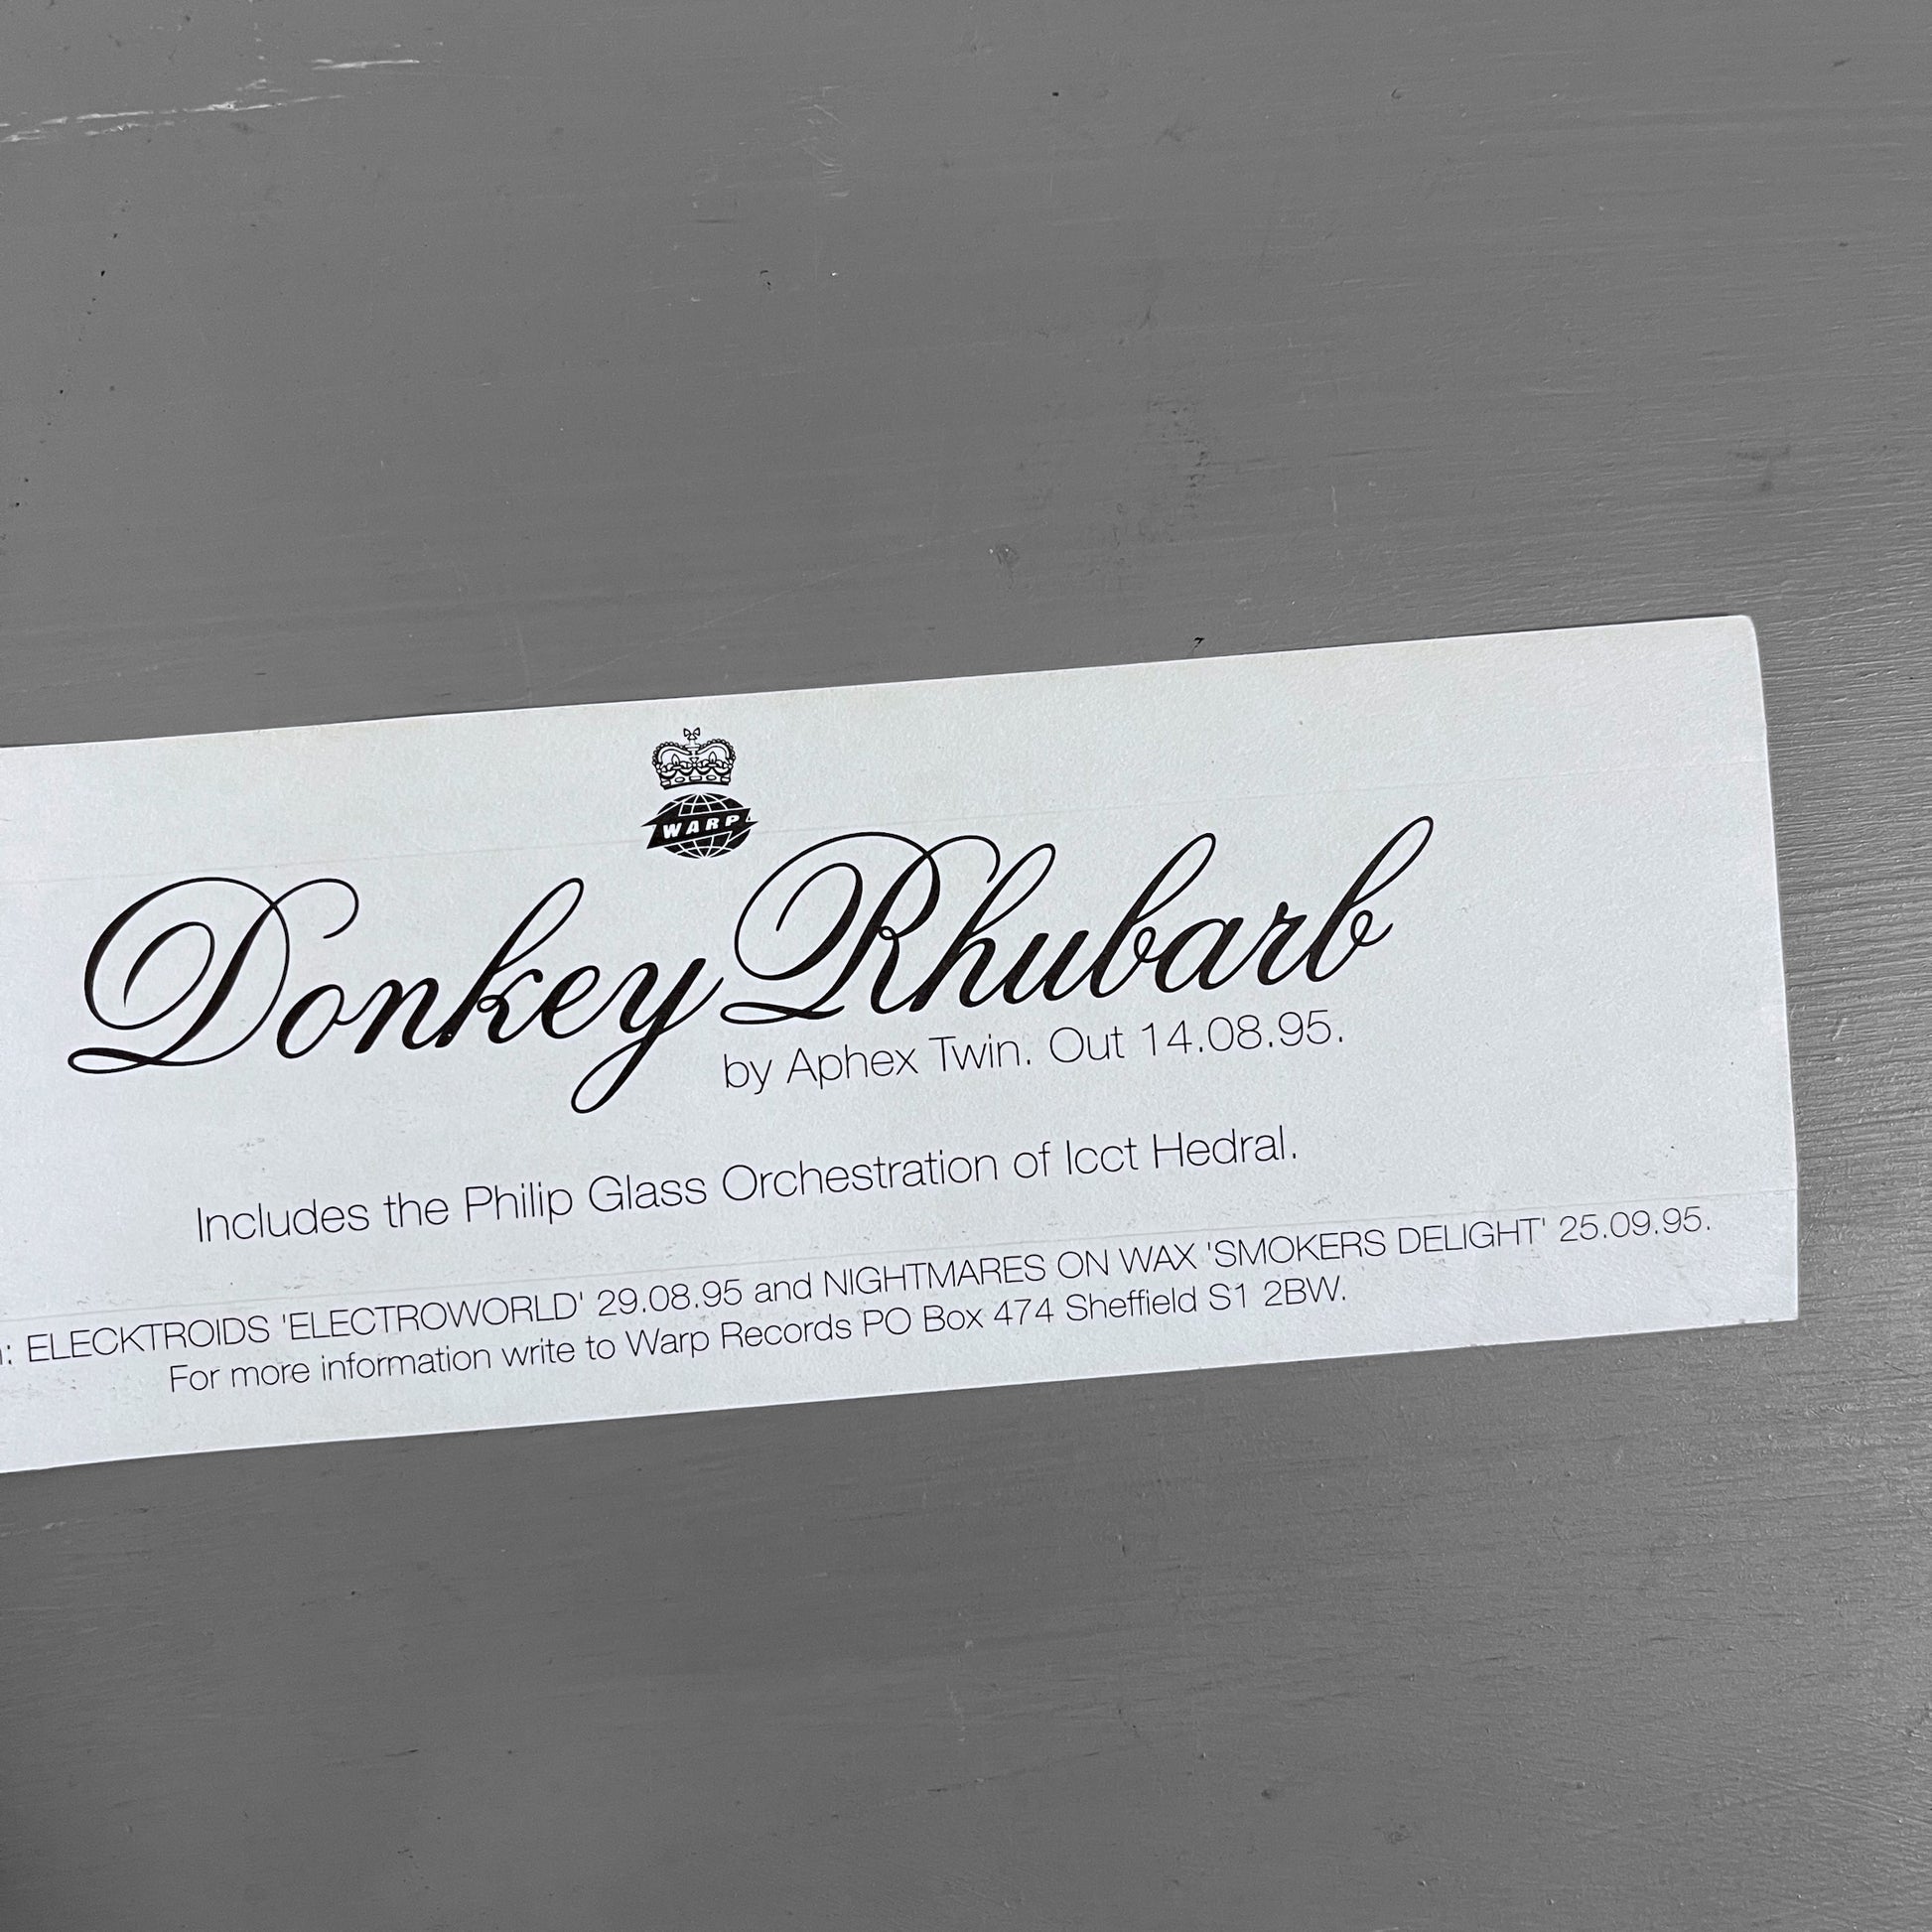 WARP
Donkey Rhubarb
by Aphex Twin. Out 14.08.95.
Includes the Philip Glass Orchestration of Icct Hedral.
: ELECKTROIDS 'ELECTROWORLD' 29.08.95 and NIGHTMARES ON WAX 'SMOKERS DELIGHT' 25.09.95.
For more information write to Warp Records PO Box 474 Sheffield S1 2BW.